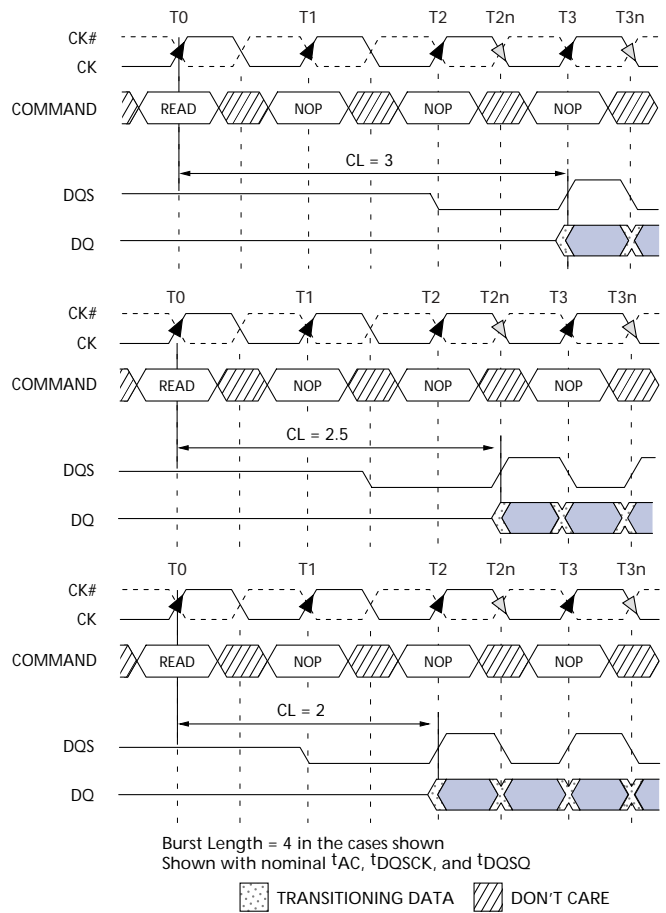 T0 T1 T2 T2n T3 T3n
CK#
CK
COMMAND READ NOP NOP NOP
CL = 3
DQS
DQ
T0 T1 T2 T2n T3 T3n
CK#
CK
COMMAND READ NOP NOP NOP
CL = 2.5
DQS
DQ
T0 T1 T2 T2n T3 T3n
CK#
CK
COMMAND READ NOP NOP NOP
CL = 2
DQS
DQ
Burst Length = 4 in the cases shown
Shown with nominal tAC, tDQSCK, and tDQSQ
TRANSITIONING DATA DON'T CARE